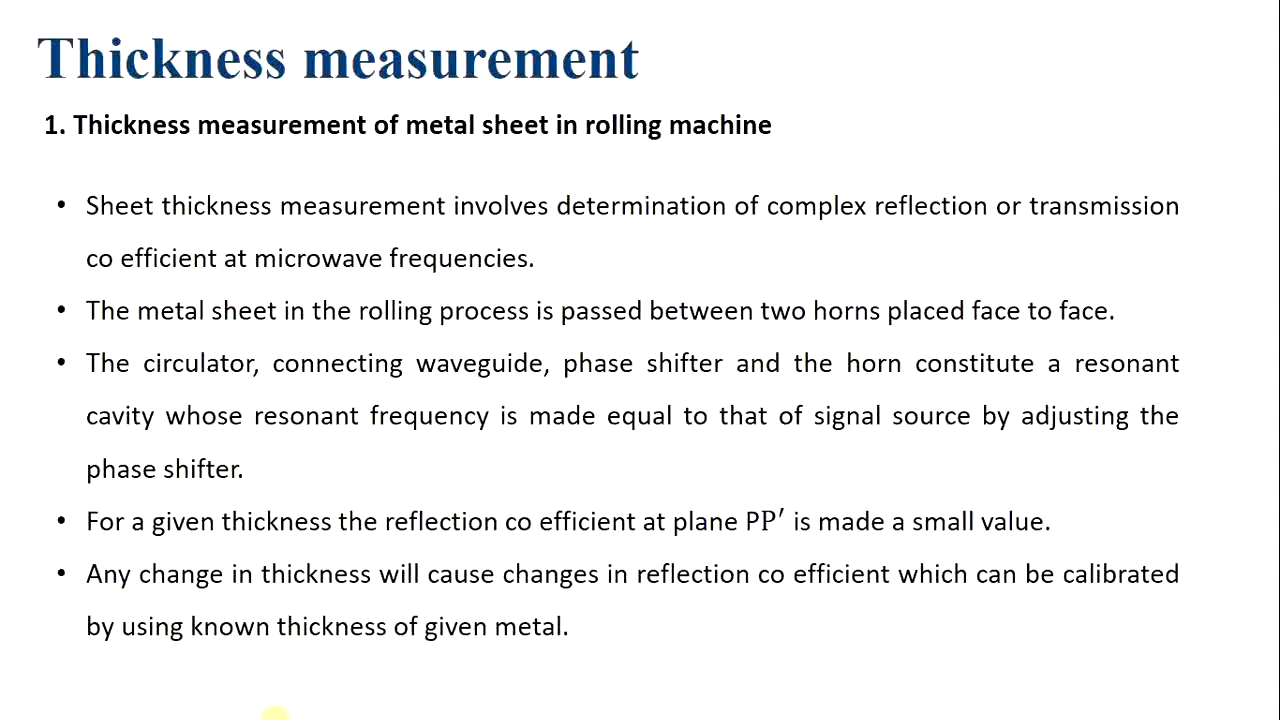 Thickness measurement
1. Thickness measurement of metal sheet in rolling machine
• Sheet thickness measurement involves determination of complex reflection or transmission
co efficient at microwave frequencies.
• The metal sheet in the rolling process is passed between two horns placed face to face.
• The circulator, connecting waveguide, phase shifter and the horn constitute a resonant
cavity whose resonant frequency is made equal to that of signal source by adjusting the
phase shifter.
• For a given thickness the reflection co efficient at plane PP′ is made a small value.
• Any change in thickness will cause changes in reflection co efficient which can be calibrated
by using known thickness of given metal.